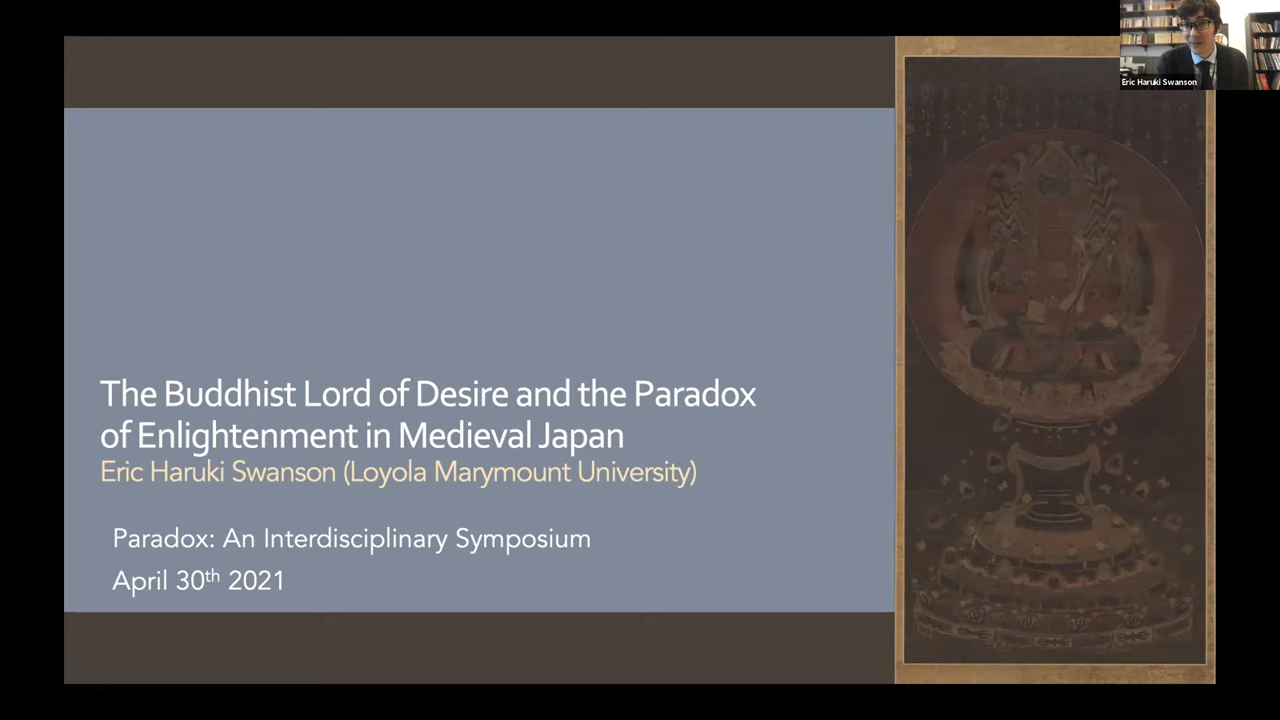 Eric Haruki Swanson
The Buddhist Lord of Desire and the Paradox
of Enlightenment in Medieval Japan
Eric Haruki Swanson (Loyola Marymount University)
Paradox: An Interdisciplinary Symposium
April 30th 2021